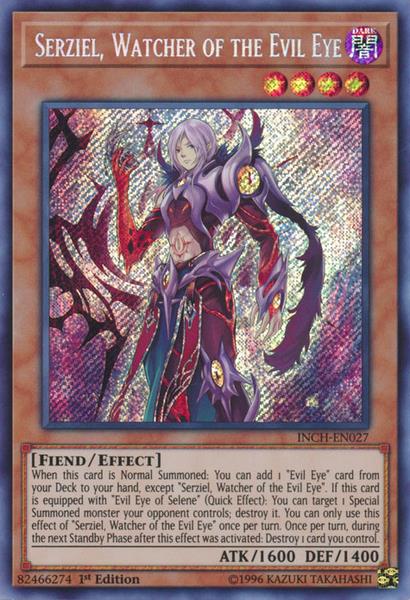 SERZIEL, WATCHER OF THE EVIL EYE
DARK
闇
INCH-EN027
[FIEND/EFFECT]
When this card is Normal Summoned: You can add 1 "Evil Eye" card from
your Deck to your hand, except "Serziel, Watcher of the Evil Eye". If this card
is equipped with "Evil Eye of Selene" (Quick Effect): You can target 1 Special
Summoned monster your opponent controls; destroy it. You can only use this
effect of "Serziel, Watcher of the Evil Eye" once per turn. Once per turn, during
the next Standby Phase after this effect was activated: Destroy 1 card you control.
ATK/1600 DEF/1400
82466274 1st Edition ©1996 KAZUKI TAKAHASHI